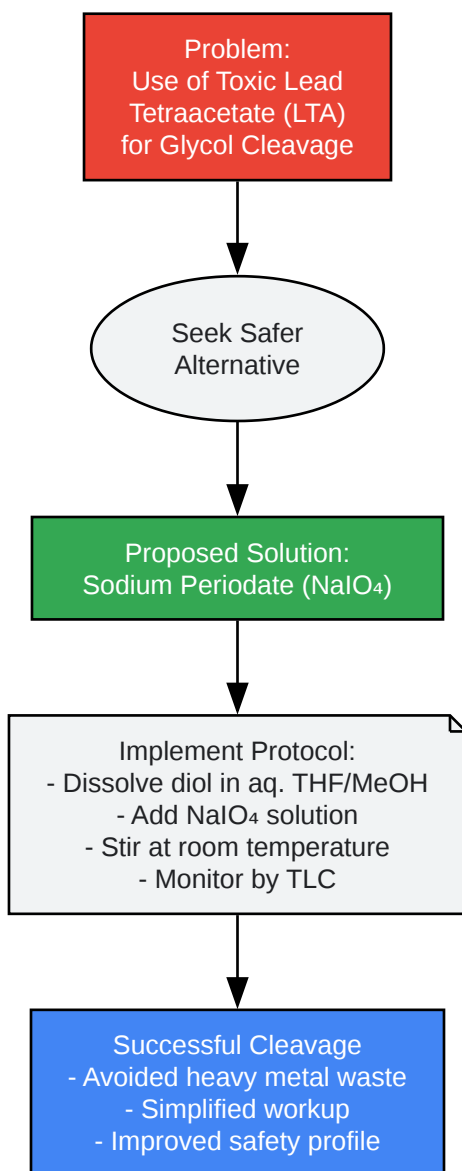 Problem:
Use of Toxic Lead
Tetraacetate (LTA)
for Glycol Cleavage
Seek Safer
Alternative
Proposed Solution:
Sodium Periodate (NaIO₄)
Implement Protocol:
- Dissolve diol in aq. THF/MeOH
- Add NaIO₄ solution
- Stir at room temperature
- Monitor by TLC
Successful Cleavage
- Avoided heavy metal waste
- Simplified workup
- Improved safety profile